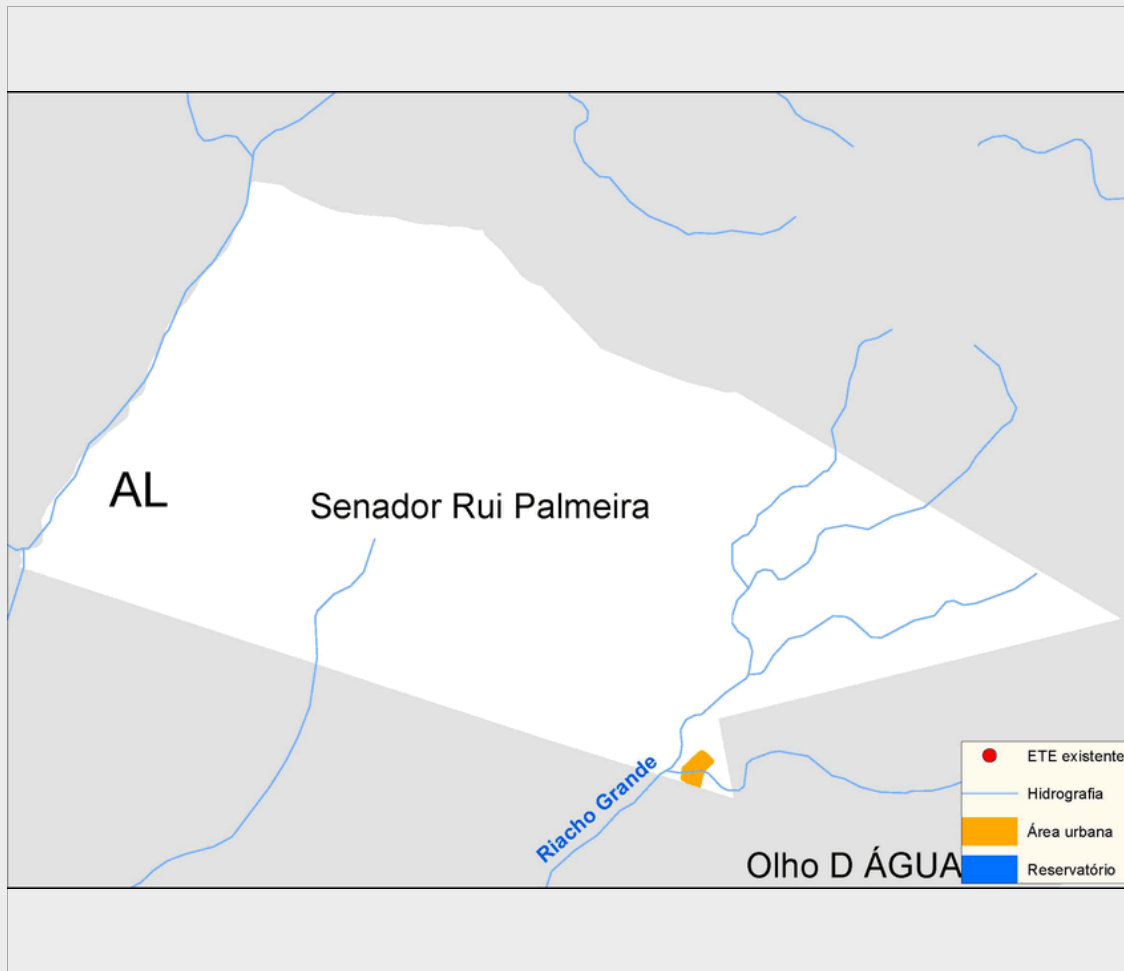 AL
Senador Rui Palmeira
Riacho Grande
Olho D ÁGUA
ETE existente
Hidrografia
Área urbana
Reservatório